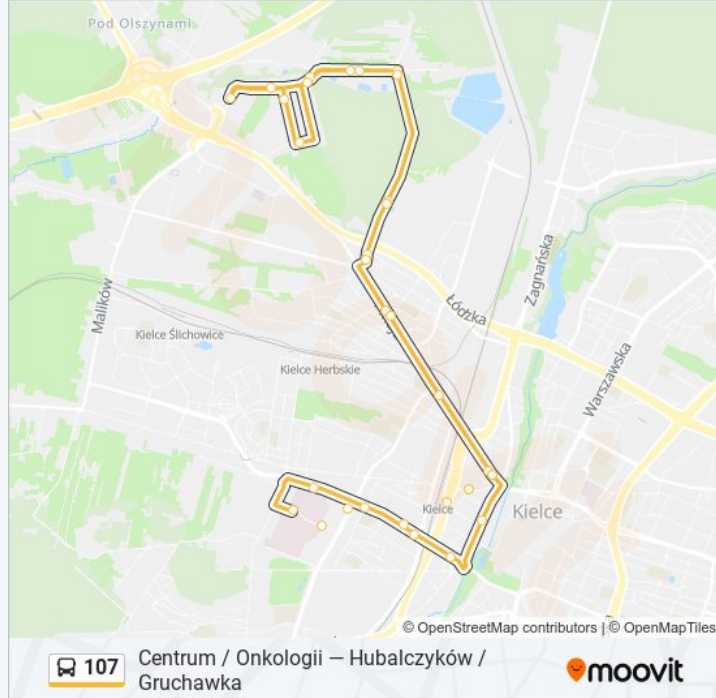 Pod Olszynami
Zagnańska
Malików
Łódzka
Kielce Ślichowice
Kielce Herbskie
Warszawska
Kielce
Kielce
© OpenStreetMap contributors | © OpenMapTiles
107
Centrum / Onkologii – Hubalczyków /
Gruchawka
moovit